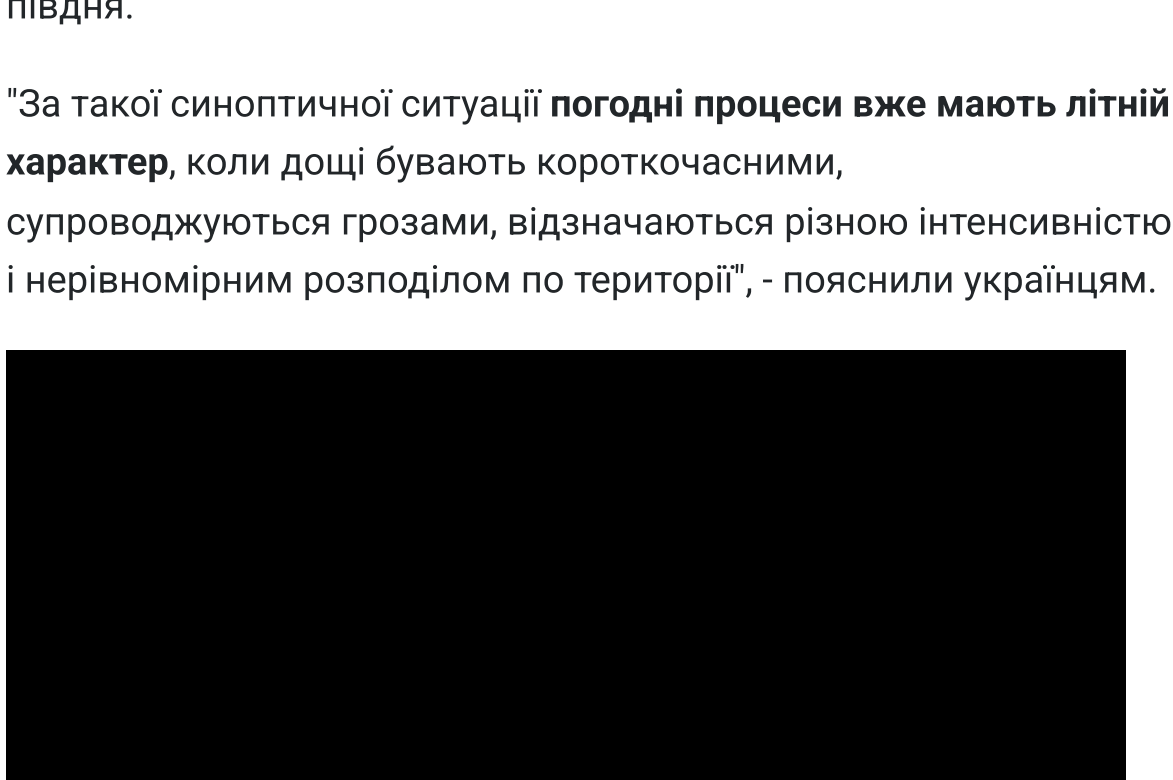 півдня.
"За такої синоптичної ситуації погодні процеси вже мають літній
характер, коли дощі бувають короткочасними,
супроводжуються грозами, відзначаються різною інтенсивністю
і нерівномірним розподілом по території", - пояснили українцям.